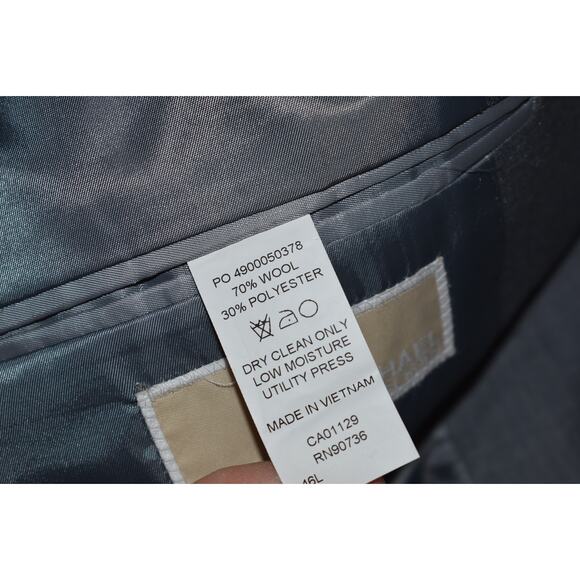 PO 4900050378
70% WOOL
30% POLYESTER
DRY CLEAN ONLY
LOW MOISTURE
UTILITY PRESS
MADE IN VIETNAM
CA01129
RN90736
46L